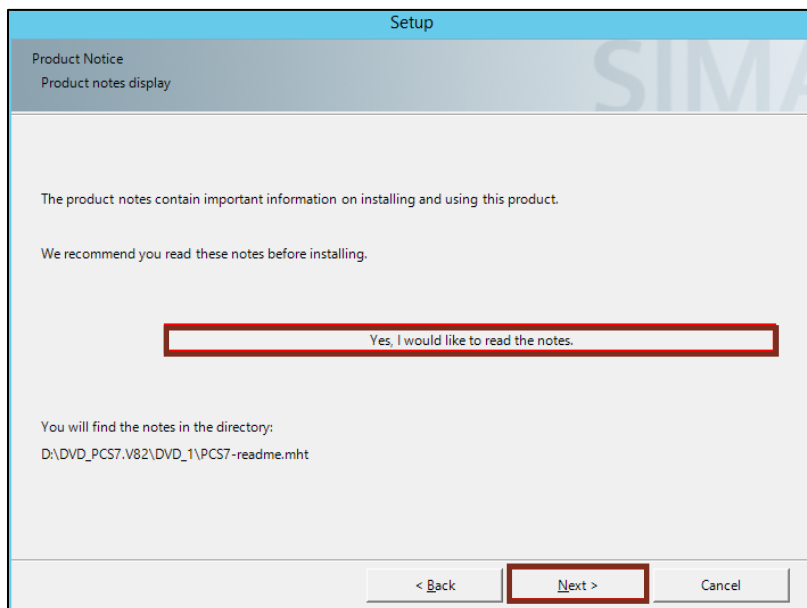 Setup
Product Notice
Product notes display
SIMA
The product notes contain important information on installing and using this product.
We recommend you read these notes before installing.
Yes, I would like to read the notes.
You will find the notes in the directory:
D:\DVD_PCS7.V82\DVD_1\PCS7-readme.mht
< Back
Next >
Cancel